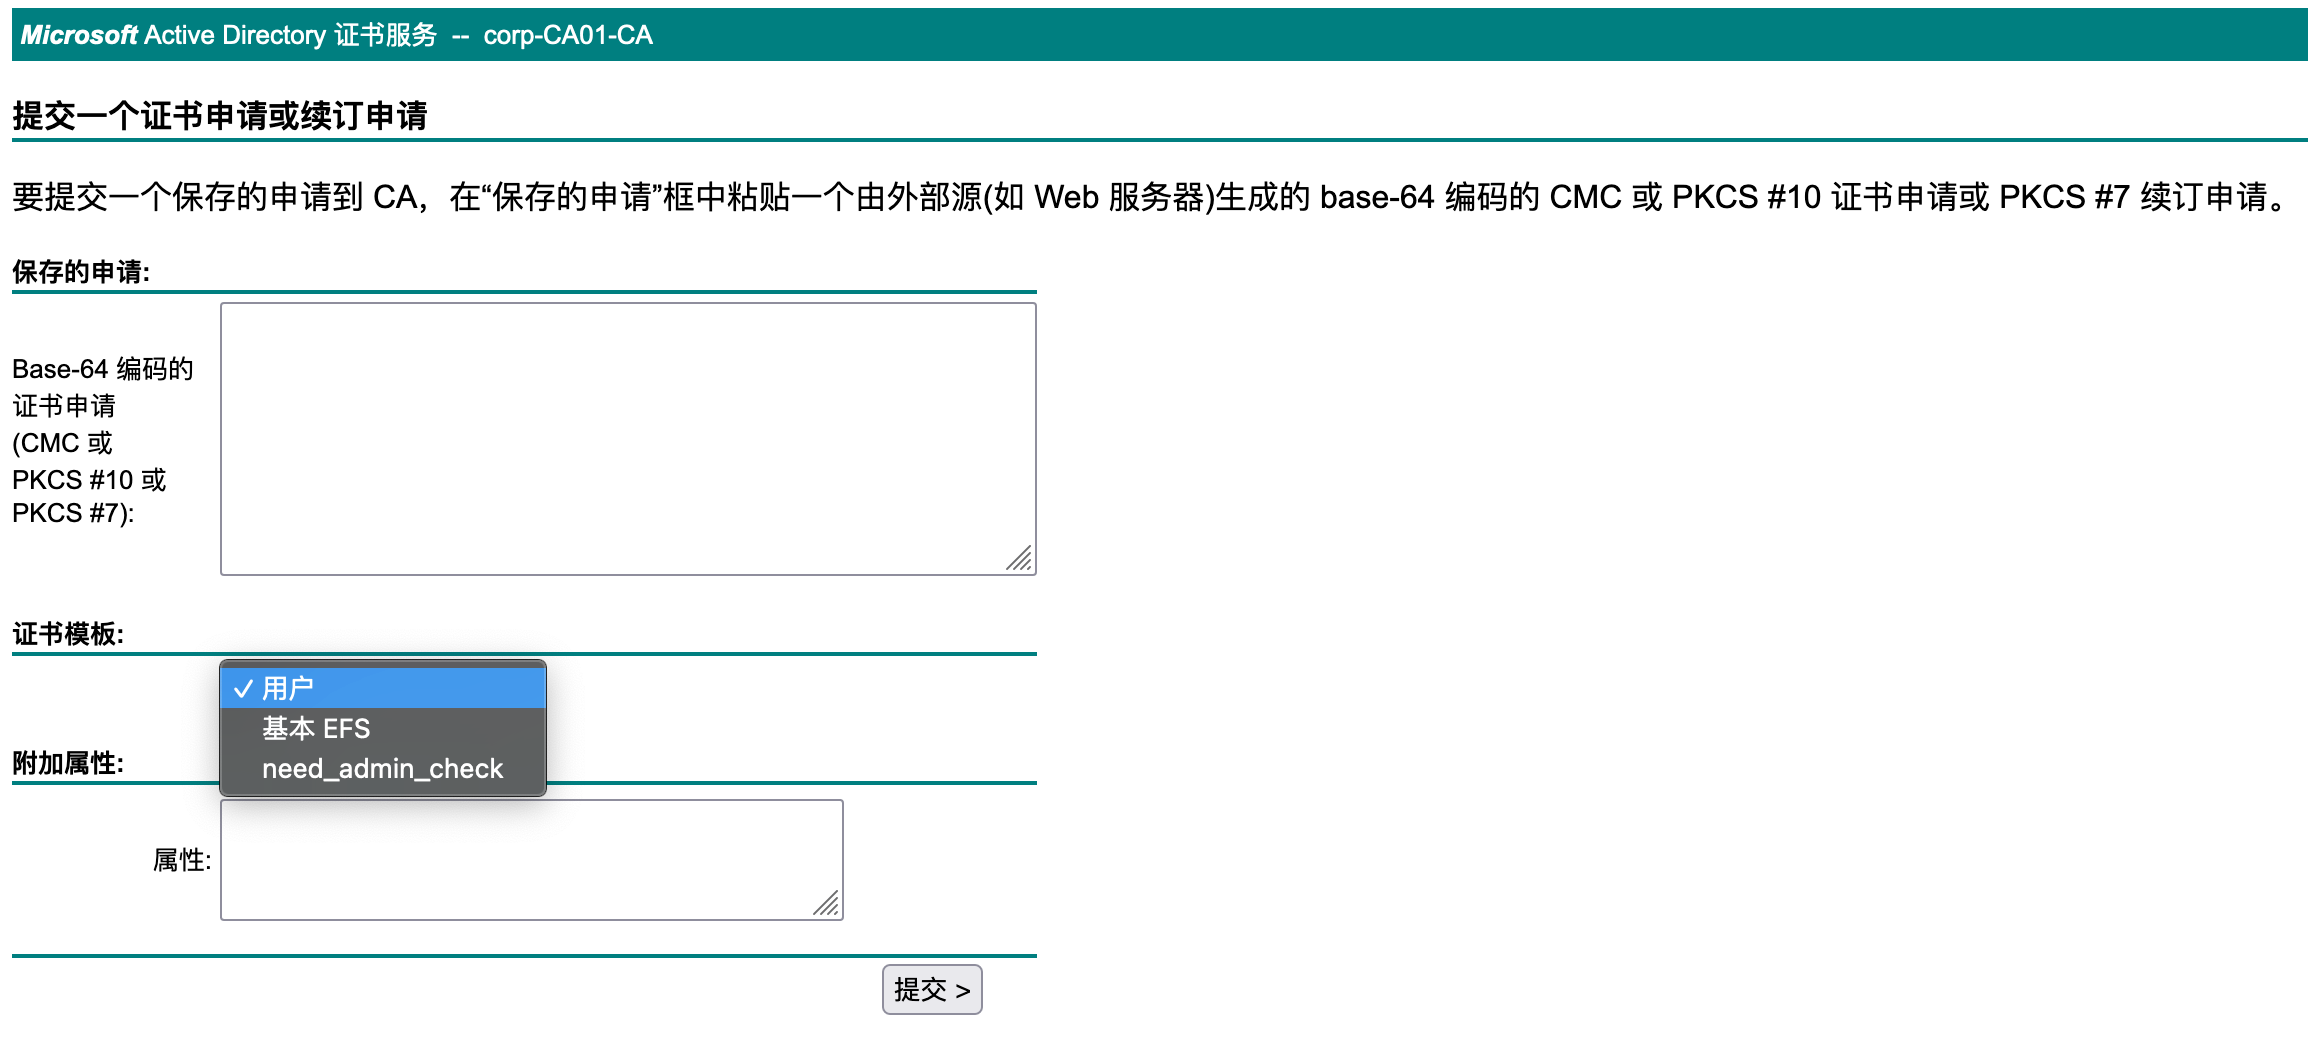 Microsoft Active Directory 证书服务 -- corp-CA01-CA
提交一个证书申请或续订申请
要提交一个保存的申请到 CA，在“保存的申请”框中粘贴一个由外部源(如 Web 服务器)生成的 base-64 编码的 CMC 或 PKCS #10 证书申请或 PKCS #7 续订申请。
保存的申请:
Base-64 编码的
证书申请
(CMC 或
PKCS #10 或
PKCS #7):
证书模板:
用户
基本 EFS
need_admin_check
附加属性:
属性:
提交 >